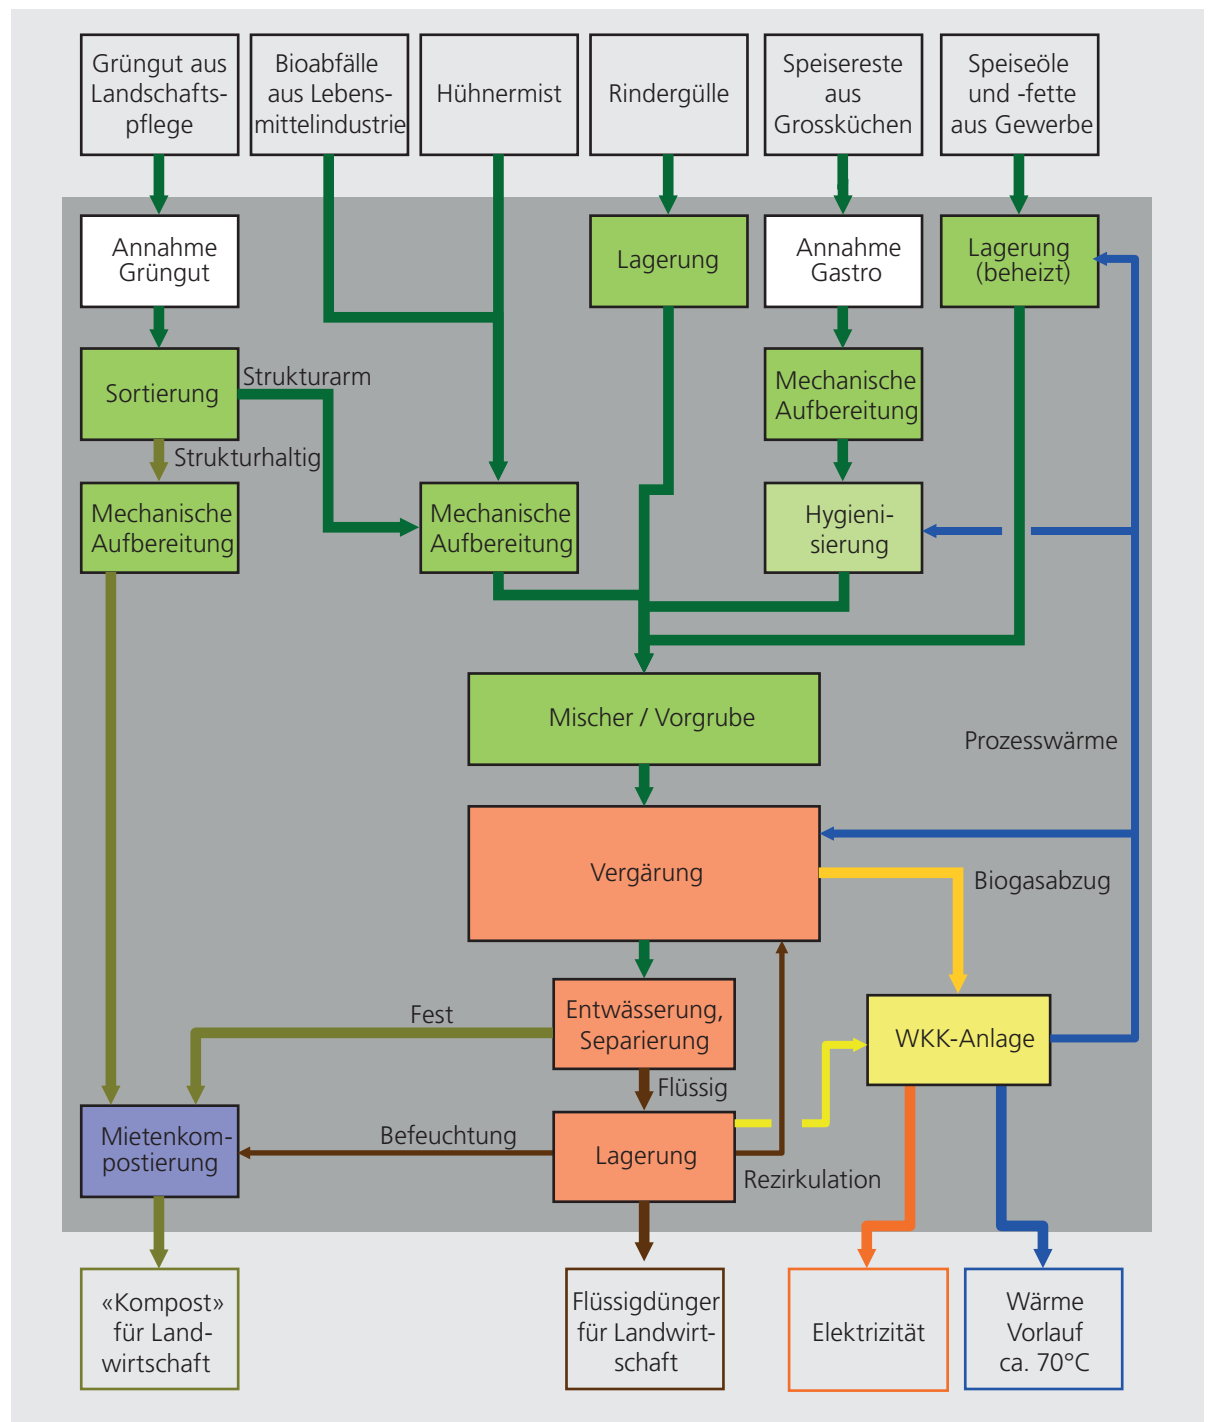 Grüngut aus
Landschafts-
pflege
Bioabfälle
aus Lebens-
mittelindustrie
Hühnermist
Rindergülle
Speisereste
aus
Grossküchen
Speiseöle
und -fette
aus Gewerbe
Annahme
Grüngut
Lagerung
Annahme
Gastro
Lagerung
(beheizt)
Sortierung
Strukturarm
Mechanische
Aufbereitung
Strukturhaltig
Mechanische
Aufbereitung
Mechanische
Aufbereitung
Hygieni-
sierung
Mischer / Vorgrube
Prozesswärme
Vergärung
Biogasabzug
Fest
Entwässerung,
Separierung
WKK-Anlage
Flüssig
Mietenkom-
postierung
Befeuchtung
Lagerung
Rezirkulation
«Kompost»
für Land-
wirtschaft
Flüssigdünger
für Landwirt-
schaft
Elektrizität
Wärme
Vorlauf
ca. 70°C